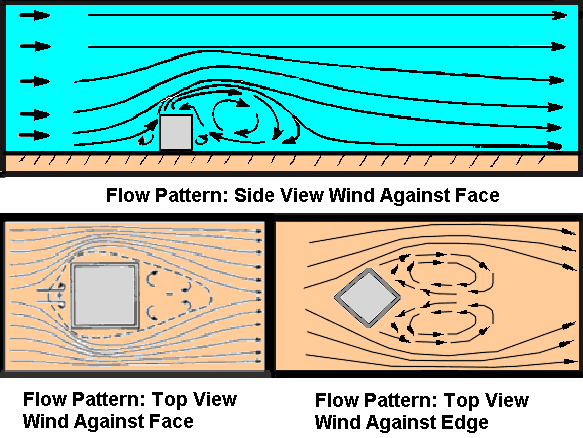 Flow Pattern: Side View Wind Against Face
Flow Pattern: Top View
Wind Against Face
Flow Pattern: Top View
Wind Against Edge